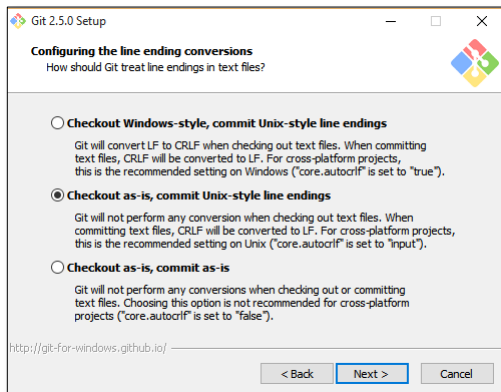 Git 2.5.0 Setup
Configuring the line ending conversions
How should Git treat line endings in text files?
Checkout Windows-style, commit Unix-style line endings
Git will convert LF to CRLF when checking out text files. When committing
text files, CRLF will be converted to LF. For cross-platform projects,
this is the recommended setting on Windows ("core.autocrlf" is set to "true").
Checkout as-is, commit Unix-style line endings
Git will not perform any conversion when checking out text files. When
committing text files, CRLF will be converted to LF. For cross-platform projects,
this is the recommended setting on Unix ("core.autocrlf" is set to "input").
Checkout as-is, commit as-is
Git will not perform any conversions when checking out or committing
text files. Choosing this option is not recommended for cross-platform
projects ("core.autocrlf" is set to "false").
http://git-for-windows.github.io/
< Back
Next >
Cancel